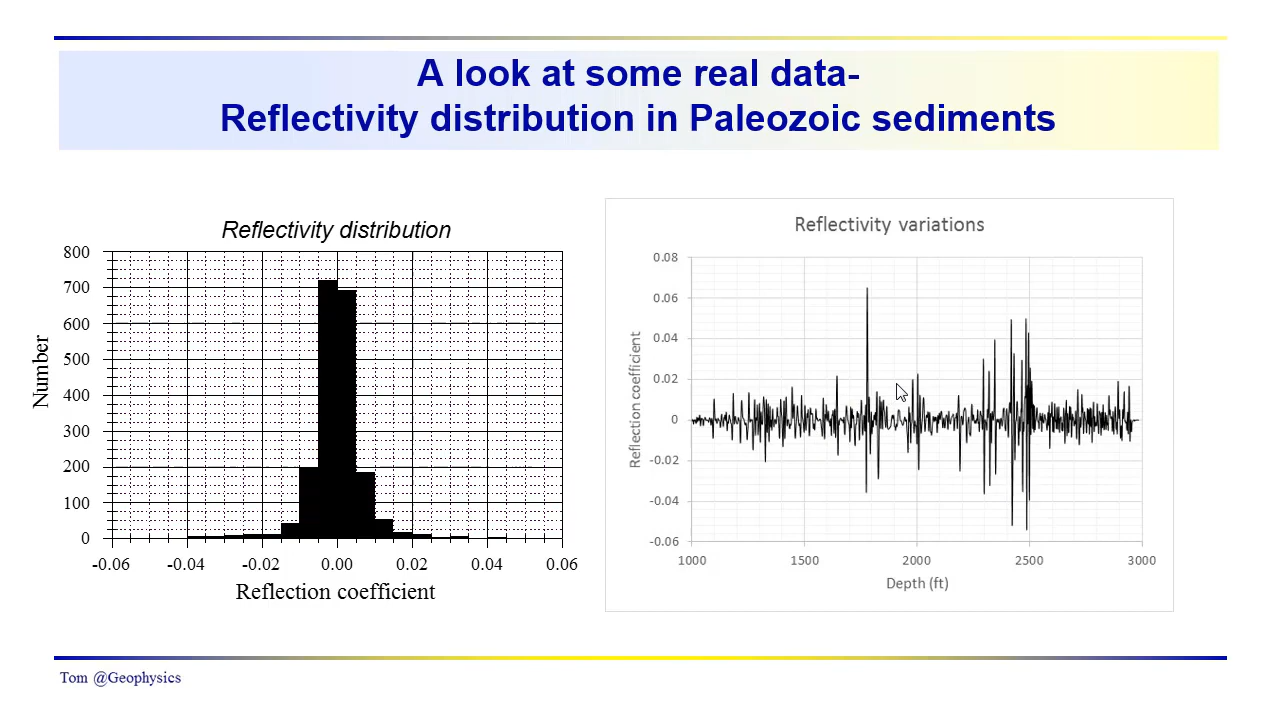 A look at some real data-
Reflectivity distribution in Paleozoic sediments
Reflectivity distribution
800
700
600
500
400
300
200
100
0
Number
-0.06 -0.04 -0.02 0.00 0.02 0.04 0.06
Reflection coefficient
Reflectivity variations
0.08
0.06
0.04
0.02
0
-0.02
-0.04
-0.06
Reflection coefficient
1000 1500 2000 2500 3000
Depth (ft)
Tom @Geophysics